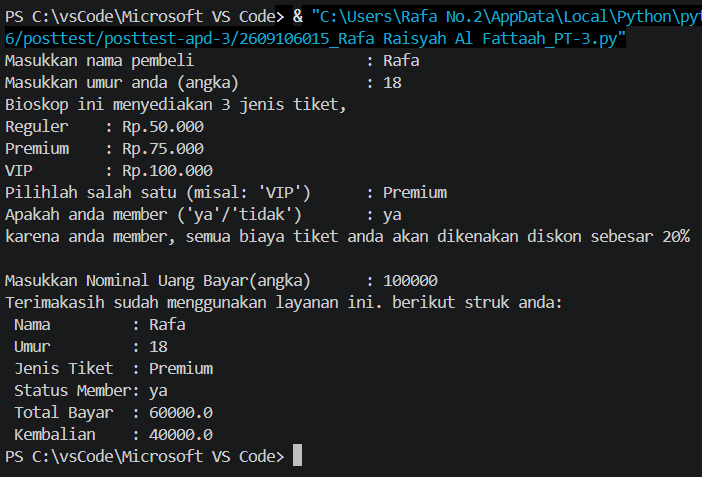 PS C:\vsCode\Microsoft VS Code> & "C:\Users\Rafa No.2\AppData\Local\Python\pyt
6/posttest/posttest-apd-3/2609106015_Rafa Raisyah Al Fattaah_PT-3.py"
Masukkan nama pembeli : Rafa
Masukkan umur anda (angka) : 18
Bioskop ini menyediakan 3 jenis tiket,
Reguler : Rp.50.000
Premium : Rp.75.000
VIP : Rp.100.000
Pilihlah salah satu (misal: 'VIP') : Premium
Apakah anda member ('ya'/'tidak') : ya
karena anda member, semua biaya tiket anda akan dikenakan diskon sebesar 20%
Masukkan Nominal Uang Bayar(angka) : 100000
Terimakasih sudah menggunakan layanan ini. berikut struk anda:
Nama : Rafa
Umur : 18
Jenis Tiket : Premium
Status Member: ya
Total Bayar : 60000.0
Kembalian : 40000.0
PS C:\vsCode\Microsoft VS Code>